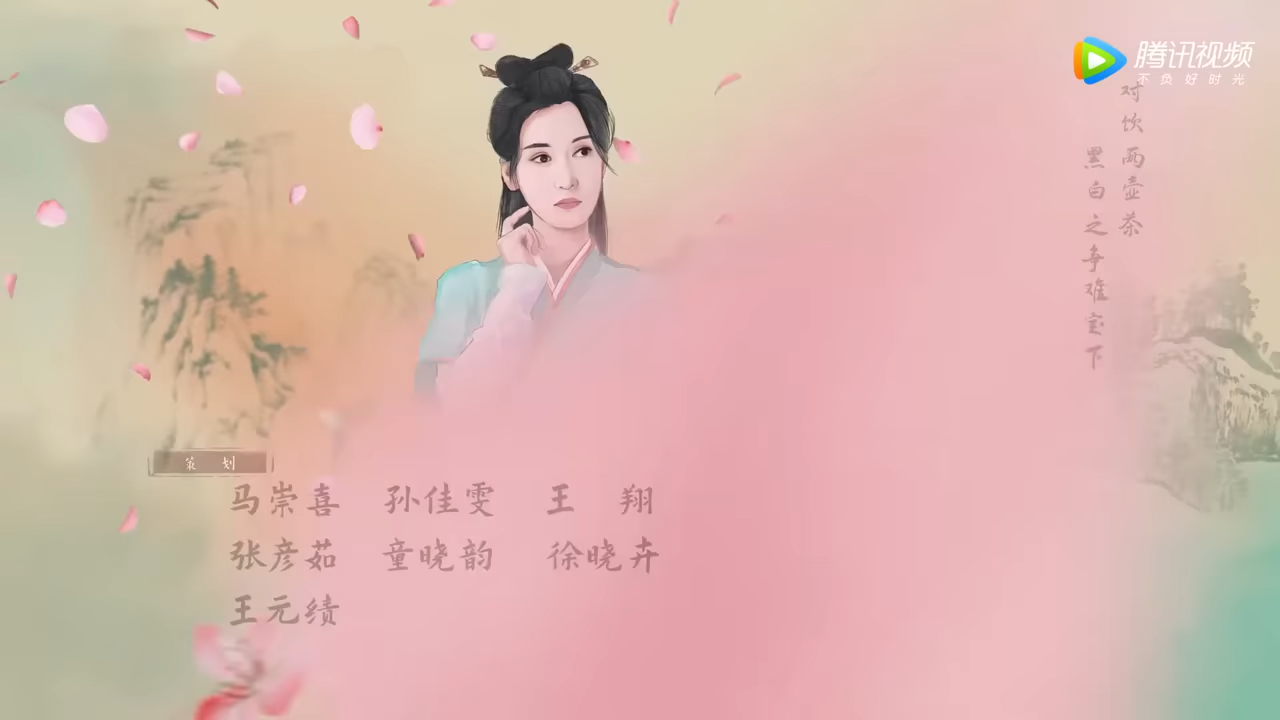 腾讯视频
不负好时光
对饮两壶茶
黑白之争难定下
策 划
马崇喜 孙佳雯 王 翔
张彦茹 童晓韵 徐晓卉
王元绩